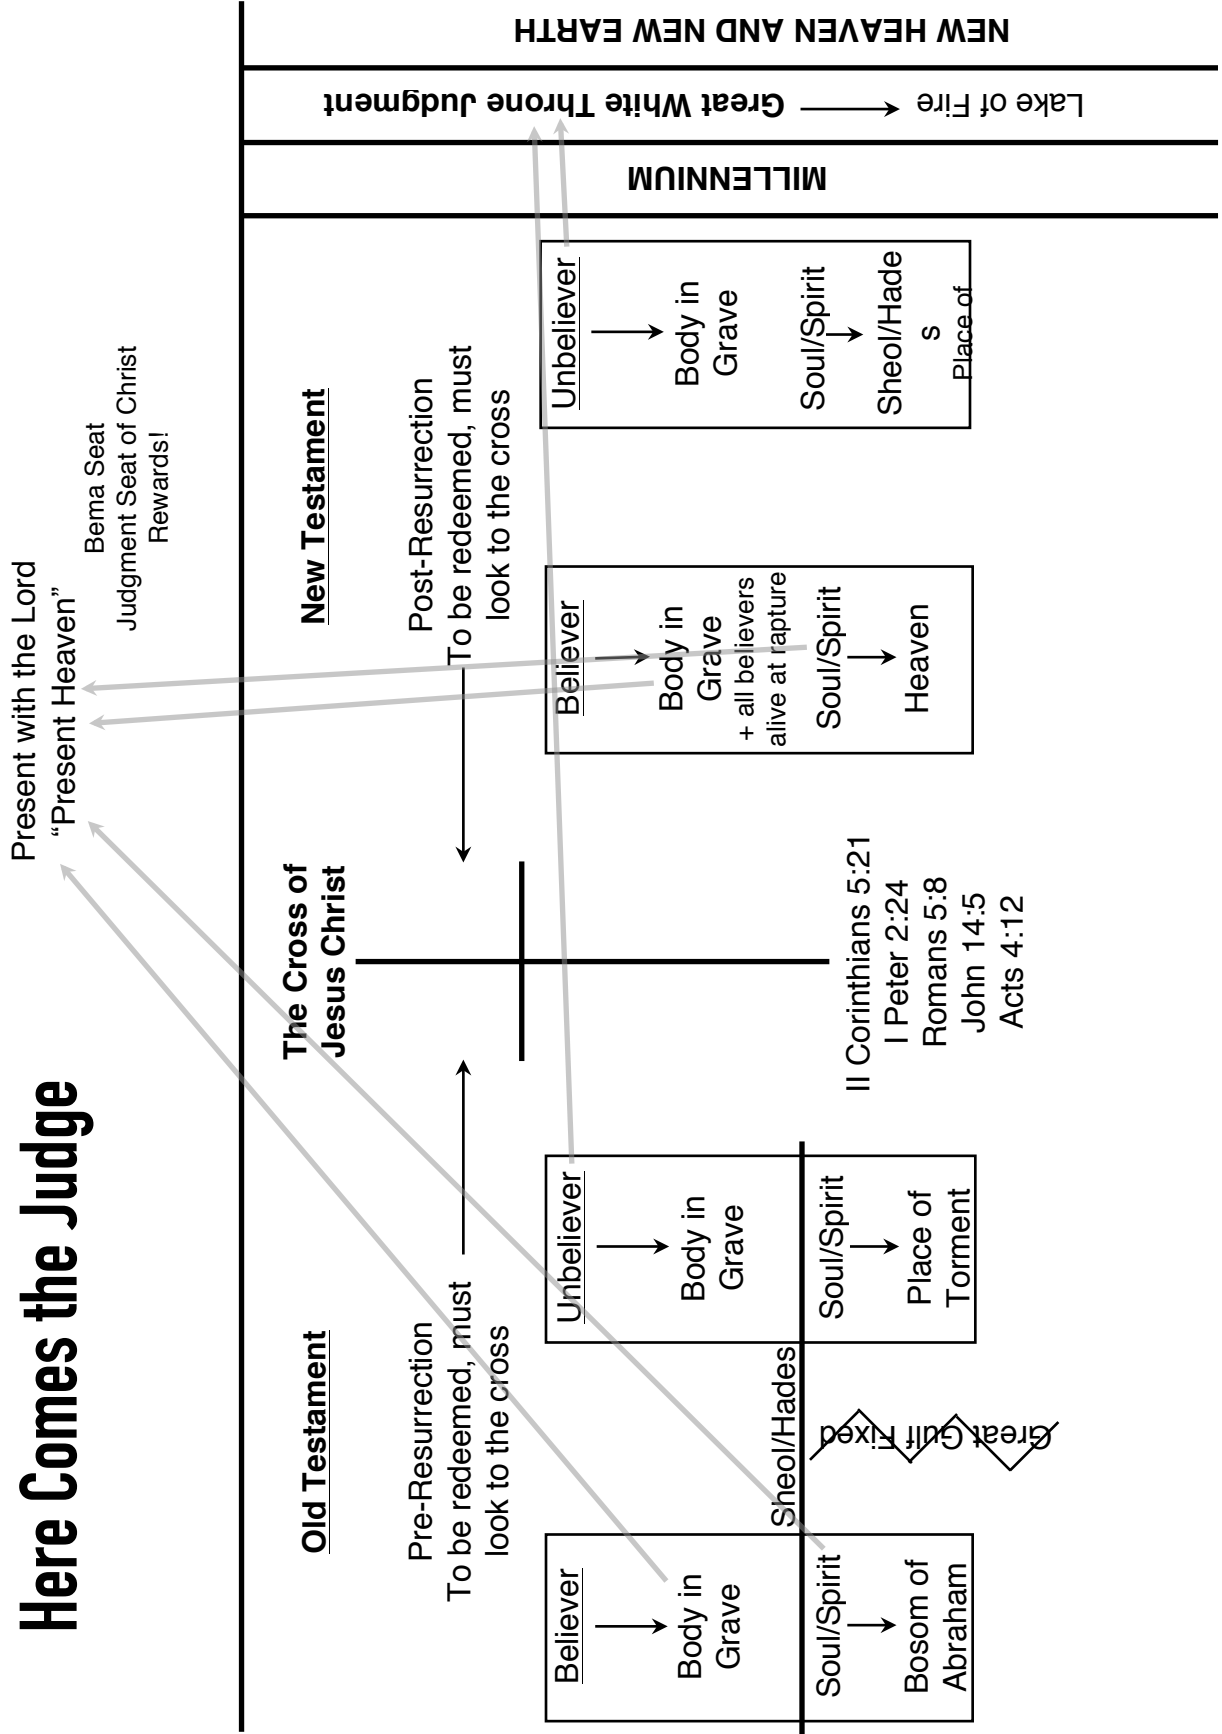 Here Comes the Judge
Present with the Lord
“Present Heaven”
Bema Seat
Judgment Seat of Christ
Rewards!
Old Testament
Pre-Resurrection
To be redeemed, must
look to the cross
The Cross of
Jesus Christ
New Testament
Post-Resurrection
To be redeemed, must
look to the cross
Believer
Body in
Grave
Soul/Spirit
Bosom of
Abraham
Sheol/Hades
Great Gulf Fixed
Unbeliever
Body in
Grave
Soul/Spirit
Place of
Torment
II Corinthians 5:21
I Peter 2:24
Romans 5:8
John 14:5
Acts 4:12
Believer
Body in
Grave
+ all believers
alive at rapture
Soul/Spirit
Heaven
Unbeliever
Body in
Grave
Soul/Spirit
Sheol/Hade
s
Place of
MILLENNIUM
Great White Throne Judgment
Lake of Fire
NEW HEAVEN AND NEW EARTH